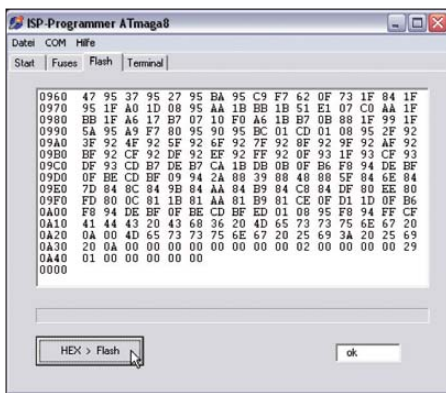 ISP-Programmer ATmaga8
Datei COM Hilfe
Start Fuses Flash Terminal
0960 47 95 37 95 27 95 BA 95 C9 F7 62 0F 73 1F 84 1F
0970 95 1F A0 1D 08 95 AA 1B BB 1B 51 E1 07 C0 AA 1F
0980 BB 1F A6 17 B7 07 10 F0 A6 1B B7 0B 88 1F 99 1F
0990 5A 95 A9 F7 80 95 90 95 BC 01 CD 01 08 95 2F 92
09A0 3F 92 4F 92 5F 92 6F 92 7F 92 8F 92 9F 92 AF 92
09B0 BF 92 CF 92 DF 92 EF 92 FF 92 0F 93 1F 93 CF 93
09C0 DF 93 CD B7 DE B7 CA 1B DB 0B 0F B6 F8 94 DE BF
09D0 0F BE CD BF 09 94 2A 88 39 88 48 88 5F 84 6E 84
09E0 7D 84 8C 84 9B 84 AA 84 B9 84 C8 84 DF 80 EE 80
09F0 FD 80 0C 81 1B 81 AA 81 B9 81 CE 0F D1 1D 0F B6
0A00 F8 94 DE BF 0F BE CD BF ED 01 08 95 F8 94 FF CF
0A10 41 44 43 20 43 68 36 20 4D 65 73 73 75 6E 67 20
0A20 0A 00 4D 65 73 73 75 6E 67 20 25 69 3A 20 25 69
0A30 20 0A 00 00 00 00 00 00 00 00 02 00 00 00 00 29
0A40 01 00 00 00 00 00
0000
HEX > Flash
ok